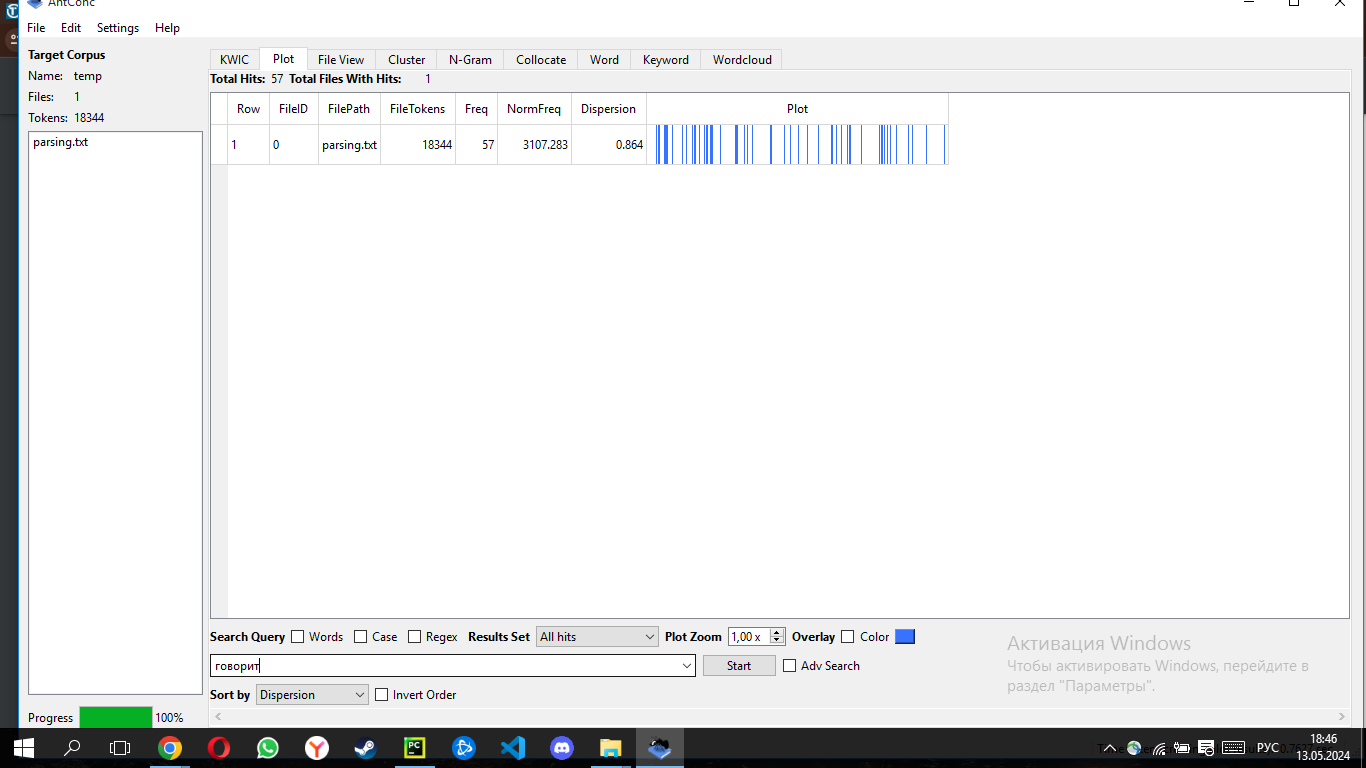 AntConc
File Edit Settings Help
Target Corpus
Name: temp
Files: 1
Tokens: 18344
parsing.txt
KWIC Plot File View Cluster N-Gram Collocate Word Keyword Wordcloud
Total Hits: 57 Total Files With Hits: 1
Row FileID FilePath FileTokens Freq NormFreq Dispersion Plot
1 0 parsing.txt 18344 57 3107.283 0.864
Search Query Words Case Regex Results Set All hits Plot Zoom 1,00 x Overlay Color
говорит Start Adv Search
Sort by Dispersion Invert Order
Progress 100%
Активация Windows
Чтобы активировать Windows, перейдите в
раздел "Параметры".
PC
РУС
18:46
13.05.2024